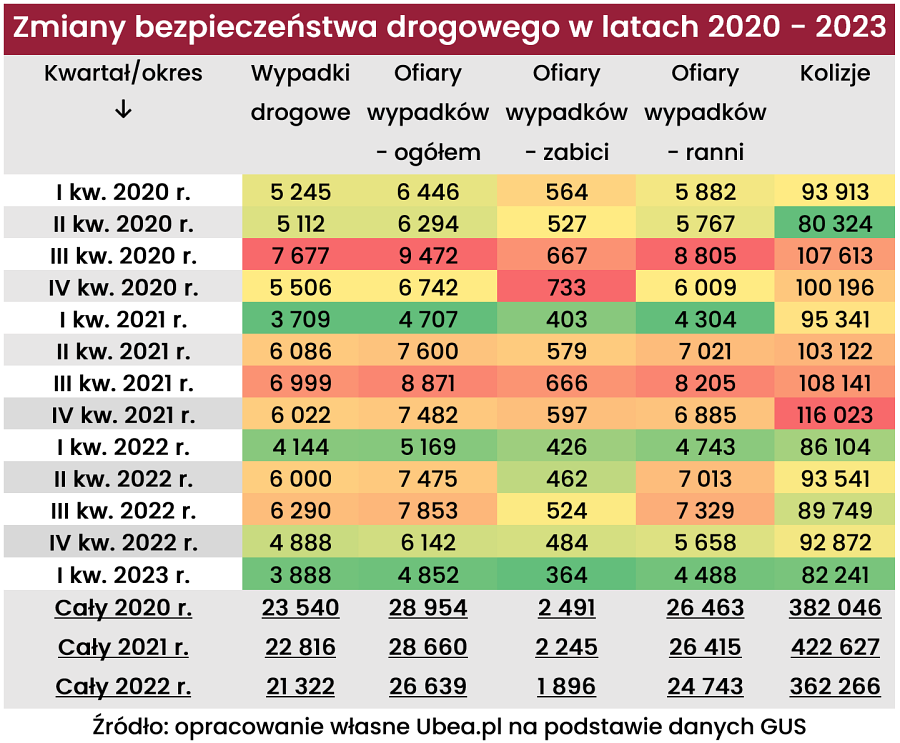 Zmiany bezpieczeństwa drogowego w latach 2020 - 2023
Kwartał/okres Wypadki Ofiary Ofiary Ofiary Kolizje
↓ drogowe wypadków wypadków wypadków
- ogółem - zabici - ranni
I kw. 2020 r. 5 245 6 446 564 5 882 93 913
II kw. 2020 r. 5 112 6 294 527 5 767 80 324
III kw. 2020 r. 7 677 9 472 667 8 805 107 613
IV kw. 2020 r. 5 506 6 742 733 6 009 100 196
I kw. 2021 r. 3 709 4 707 403 4 304 95 341
II kw. 2021 r. 6 086 7 600 579 7 021 103 122
III kw. 2021 r. 6 999 8 871 666 8 205 108 141
IV kw. 2021 r. 6 022 7 482 597 6 885 116 023
I kw. 2022 r. 4 144 5 169 426 4 743 86 104
II kw. 2022 r. 6 000 7 475 462 7 013 93 541
III kw. 2022 r. 6 290 7 853 524 7 329 89 749
IV kw. 2022 r. 4 888 6 142 484 5 658 92 872
I kw. 2023 r. 3 888 4 852 364 4 488 82 241
Cały 2020 r. 23 540 28 954 2 491 26 463 382 046
Cały 2021 r. 22 816 28 660 2 245 26 415 422 627
Cały 2022 r. 21 322 26 639 1 896 24 743 362 266
Źródło: opracowanie własne Ubea.pl na podstawie danych GUS